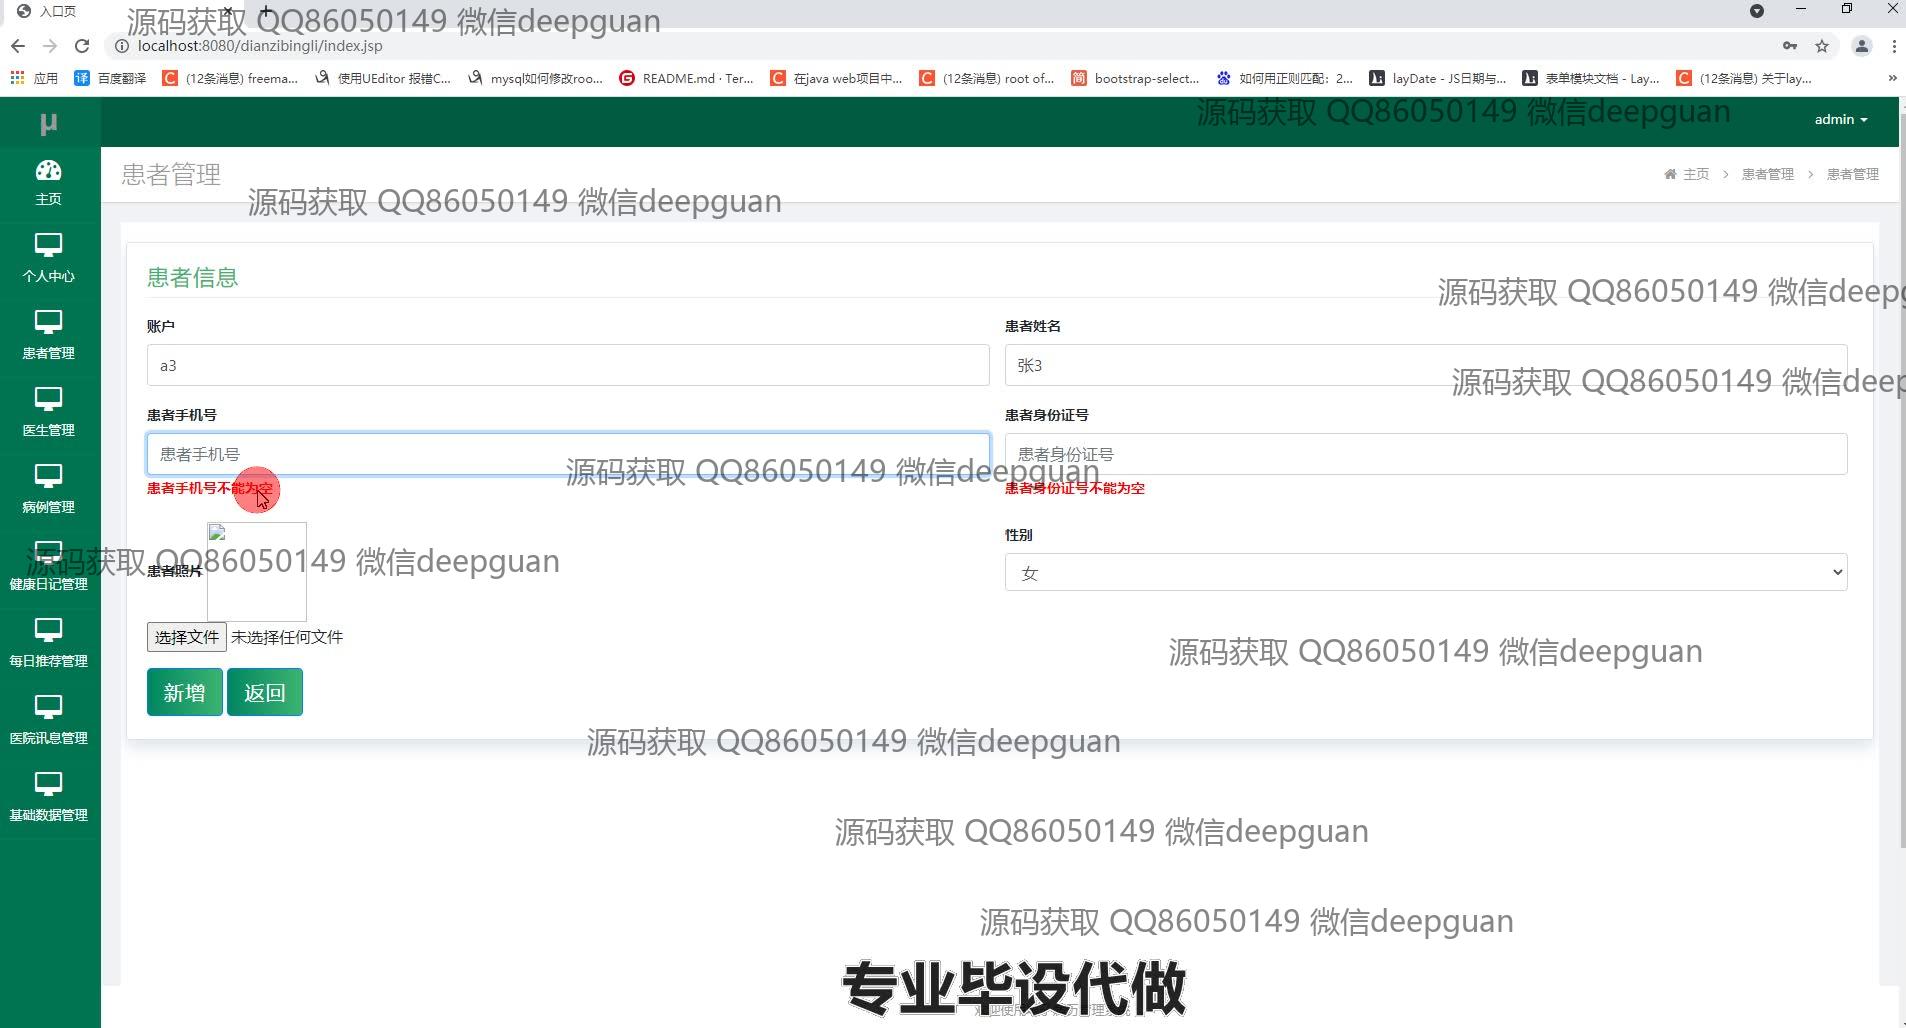 入口页
源码获取 QQ86050149 微信deepguan
localhost:8080/dianzibingli/index.jsp
应用
百度翻译
(12条消息) freema...
使用UEditor 报错C...
mysql如何修改roo...
README.md · Ter...
在java web项目中...
(12条消息) root of...
bootstrap-select...
如何用正则匹配：2...
layDate - JS日期与...
表单模块文档 - Lay...
(12条消息) 关于lay...
»
源码获取 QQ86050149 微信deepguan
μ
admin
患者管理
主页 > 患者管理 > 患者管理
源码获取 QQ86050149 微信deepguan
主页
个人中心
患者管理
医生管理
病例管理
健康日记管理
每日推荐管理
医院讯息管理
基础数据管理
患者信息
源码获取 QQ86050149 微信deepg
账户
患者姓名
a3
张3
源码获取 QQ86050149 微信deep
患者手机号
患者身份证号
患者手机号
患者身份证号
源码获取 QQ86050149 微信deepguan
患者手机号不能为空
患者身份证号不能为空
性别
源码获取 QQ86050149 微信deepguan
患者照片
女
选择文件 未选择任何文件
源码获取 QQ86050149 微信deepguan
新增
返回
源码获取 QQ86050149 微信deepguan
源码获取 QQ86050149 微信deepguan
源码获取 QQ86050149 微信deepguan
专业毕设代做